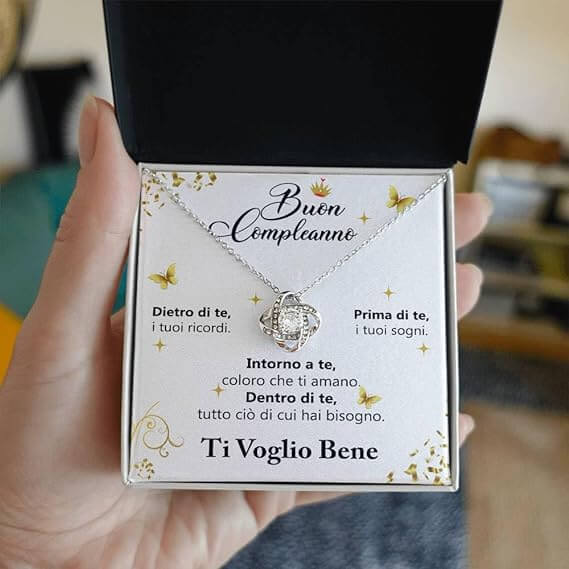 Buon
Compleanno
Dietro di te,
i tuoi ricordi.
Prima di te,
i tuoi sogni.
Intorno a te,
coloro che ti amano.
Dentro di te,
tutto ciò di cui hai bisogno.
Ti Voglio Bene